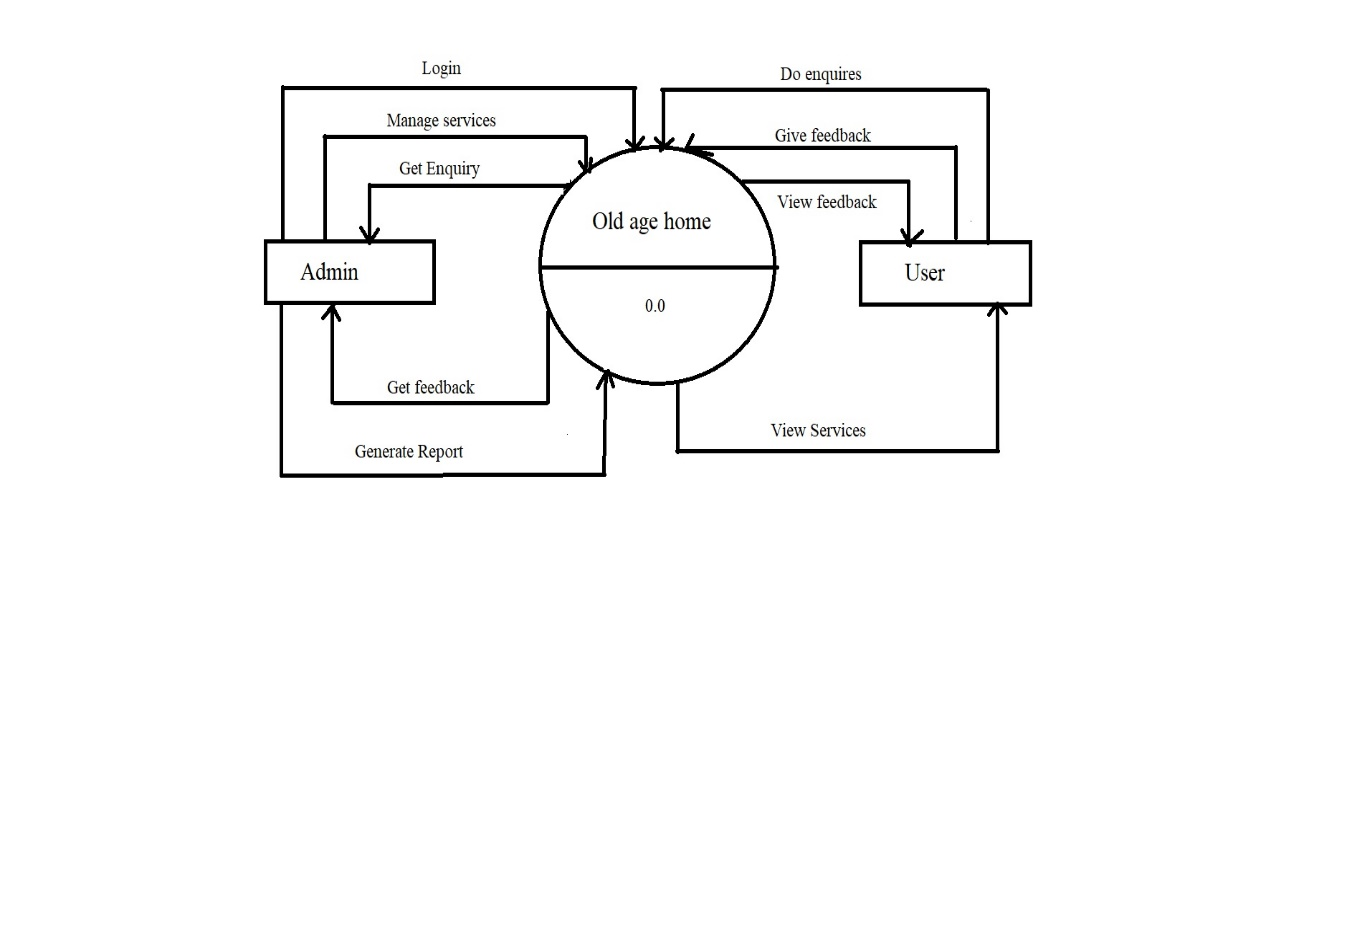 Login
Do enquires
Manage services
Give feedback
Get Enquiry
View feedback
Old age home
Admin
User
0.0
Get feedback
View Services
Generate Report